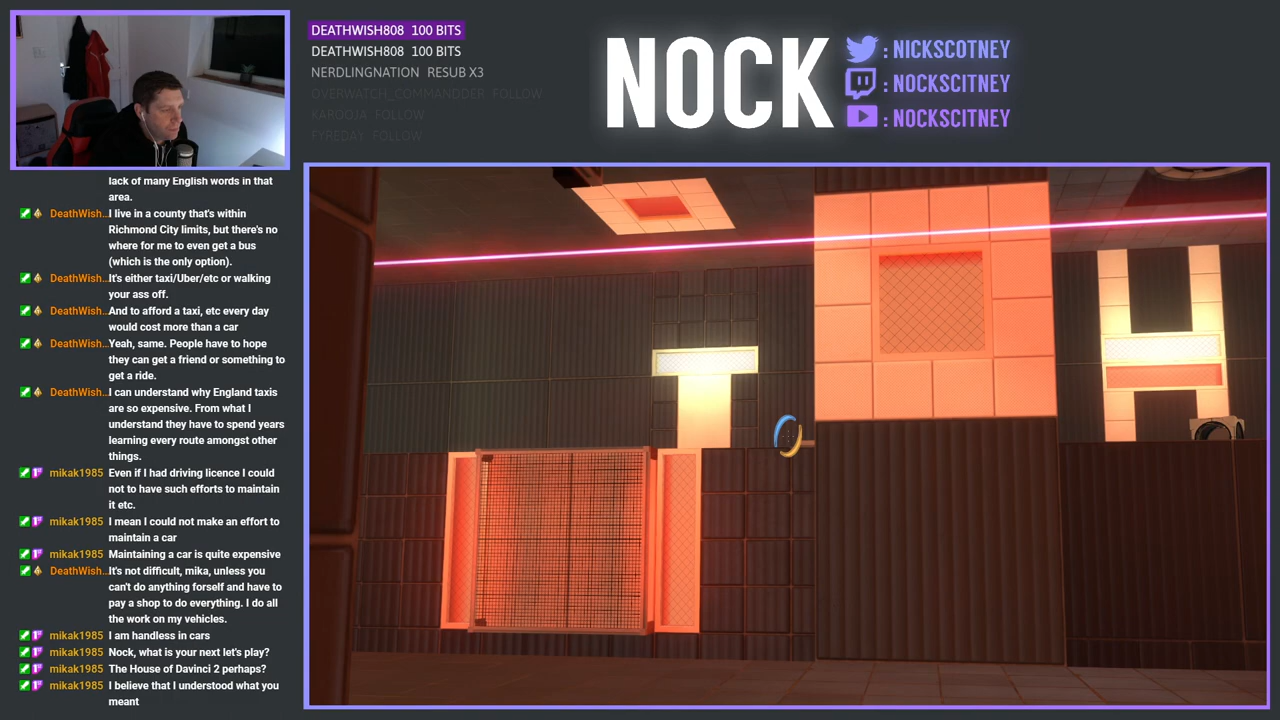 DEATHWISH808 100 BITS
DEATHWISH808 100 BITS
NERDLINGNATION RESUB X3
OVERWATCH_COMMANDDER FOLLOW
KAROOJA FOLLOW
FYREDAY FOLLOW
NOCK
: NICKSCOTNEY
: NOCKSCITNEY
: NOCKSCITNEY
lack of many English words in that
area.
DeathWish... I live in a county that's within
Richmond City limits, but there's no
where for me to even get a bus
(which is the only option).
DeathWish... It's either taxi/Uber/etc or walking
your ass off.
DeathWish... And to afford a taxi, etc every day
would cost more than a car
DeathWish... Yeah, same. People have to hope
they can get a friend or something to
get a ride.
DeathWish... I can understand why England taxis
are so expensive. From what I
understand they have to spend years
learning every route amongst other
things.
mikak1985 Even if I had driving licence I could
not to have such efforts to maintain
it etc.
mikak1985 I mean I could not make an effort to
maintain a car
mikak1985 Maintaining a car is quite expensive
DeathWish... It's not difficult, mika, unless you
can't do anything forself and have to
pay a shop to do everything. I do all
the work on my vehicles.
mikak1985 I am handless in cars
mikak1985 Nock, what is your next let's play?
mikak1985 The House of Davinci 2 perhaps?
mikak1985 I believe that I understood what you
meant